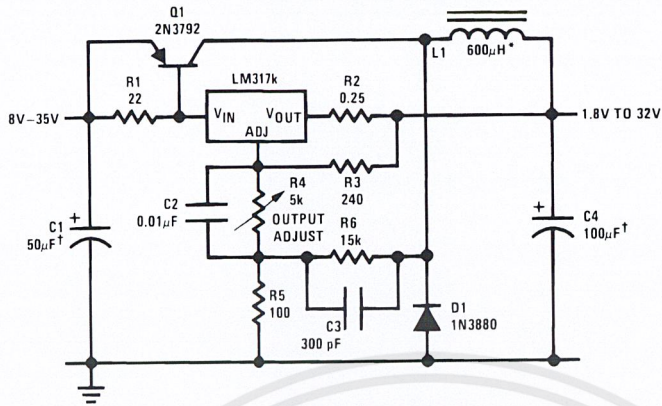 Q1
2N3792
L1
600μH*
R1
22
LM317k
VIN
VOUT
ADJ
R2
0.25
8V–35V
1.8V TO 32V
C2
0.01μF
R4
5k
OUTPUT
ADJUST
R3
240
R6
15k
C1
+
50μF†
+
C4
100μF†
R5
100
C3
300 pF
D1
1N3880